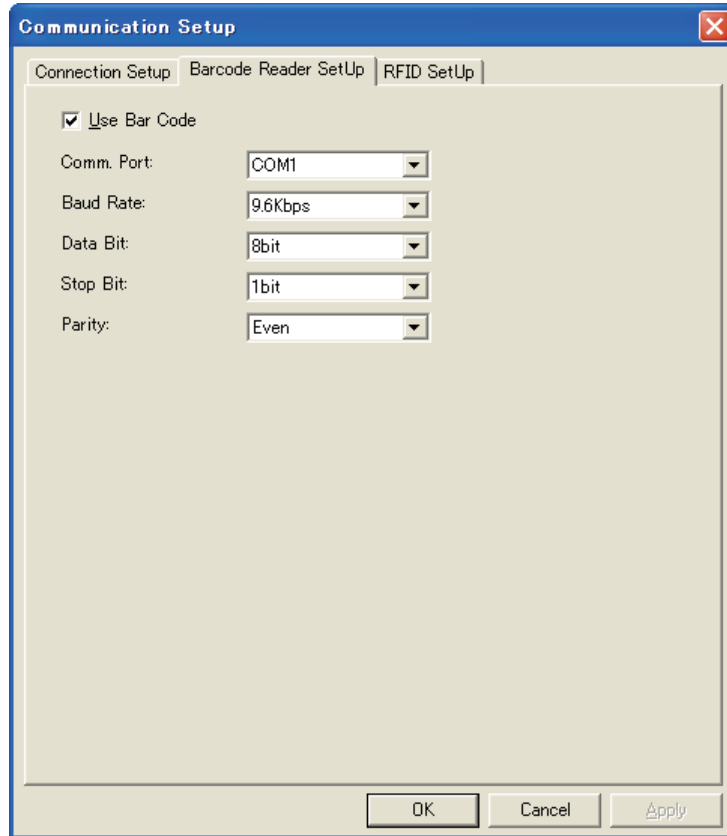 Communication Setup
Connection Setup Barcode Reader SetUp RFID SetUp
Use Bar Code
Comm. Port: COM1
Baud Rate: 9.6Kbps
Data Bit: 8bit
Stop Bit: 1bit
Parity: Even
OK Cancel Apply